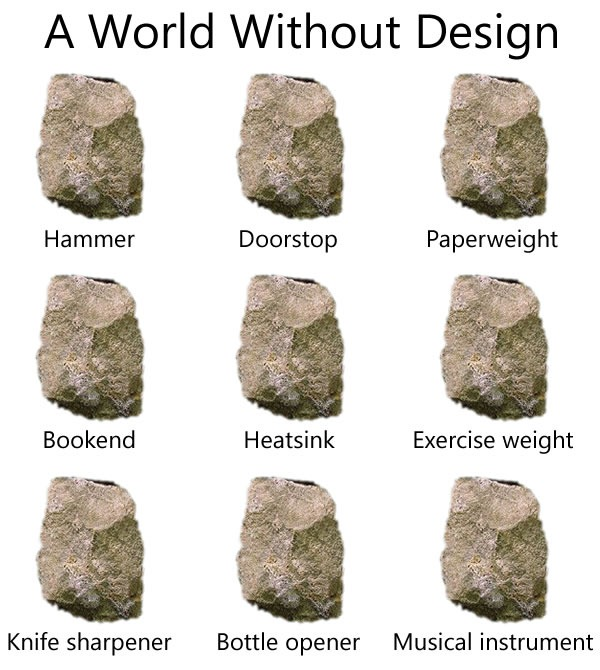 A World Without Design
Hammer
Doorstop
Paperweight
Bookend
Heatsink
Exercise weight
Knife sharpener
Bottle opener
Musical instrument